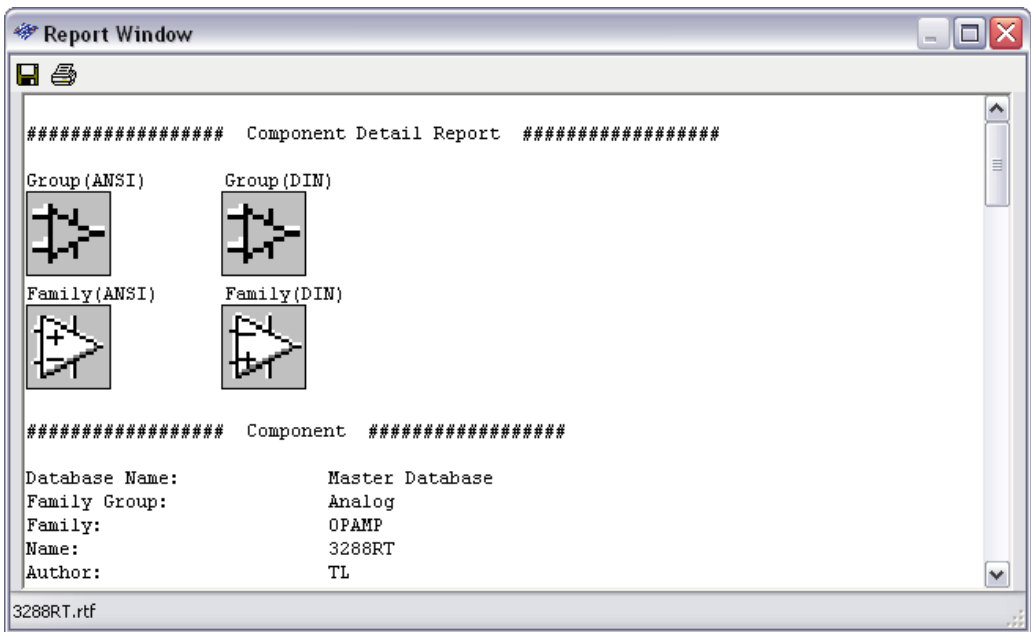 Report Window
################## Component Detail Report ##################
Group(ANSI) Group(DIN)
Family(ANSI) Family(DIN)
################## Component ##################
Database Name: Master Database
Family Group: Analog
Family: OPAMP
Name: 3288RT
Author: TL
3288RT.rtf